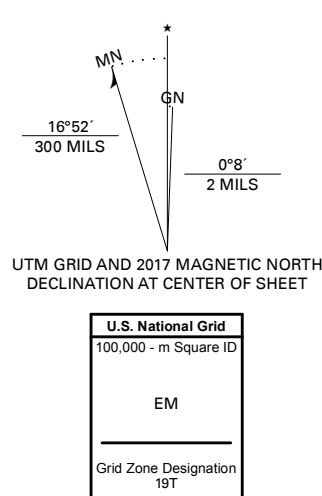 ★
MN
GN
16°52´
300 MILS
0°8´
2 MILS
UTM GRID AND 2017 MAGNETIC NORTH
DECLINATION AT CENTER OF SHEET
U.S. National Grid
100,000 - m Square ID
EM
Grid Zone Designation
19T